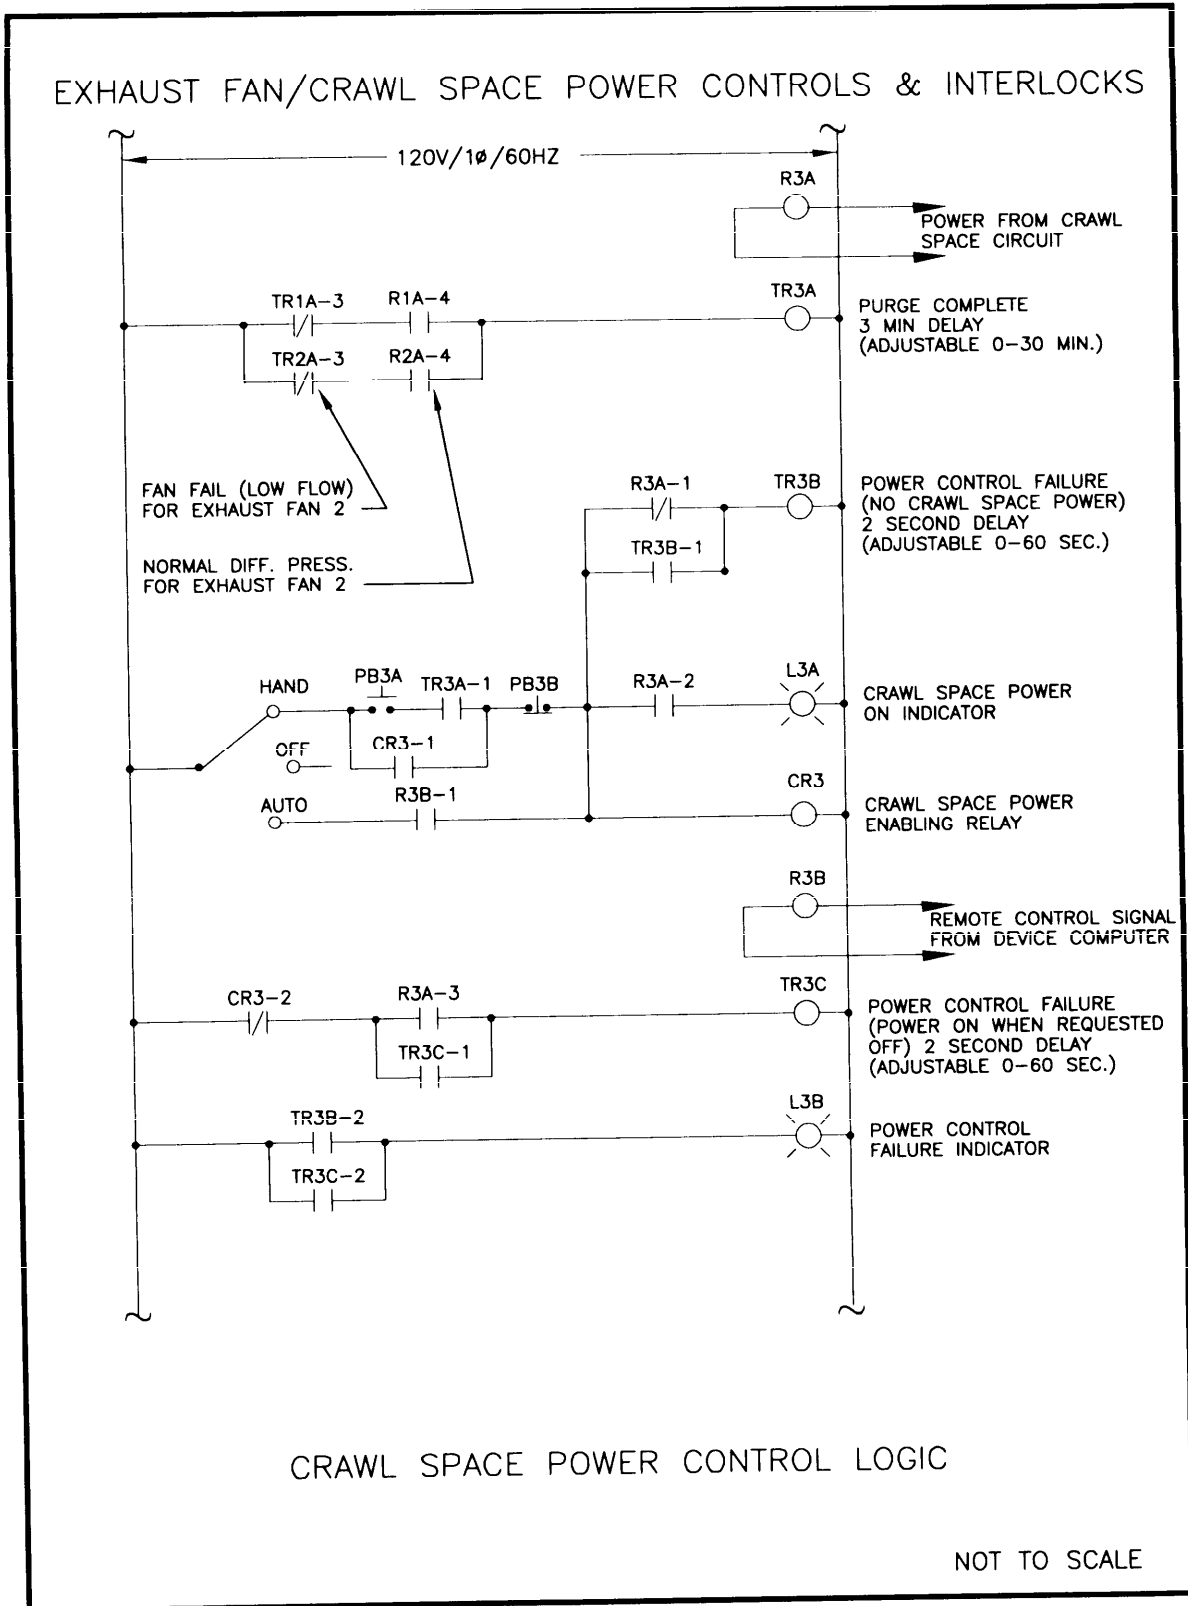 EXHAUST FAN/CRAWL SPACE POWER CONTROLS & INTERLOCKS
120V/1ø/60HZ
R3A
POWER FROM CRAWL
SPACE CIRCUIT
TR1A-3
R1A-4
TR3A
PURGE COMPLETE
3 MIN DELAY
(ADJUSTABLE 0-30 MIN.)
TR2A-3
R2A-4
FAN FAIL (LOW FLOW)
FOR EXHAUST FAN 2
NORMAL DIFF. PRESS.
FOR EXHAUST FAN 2
R3A-1
TR3B
POWER CONTROL FAILURE
(NO CRAWL SPACE POWER)
2 SECOND DELAY
(ADJUSTABLE 0-60 SEC.)
TR3B-1
HAND
PB3A
TR3A-1
PB3B
R3A-2
L3A
CRAWL SPACE POWER
ON INDICATOR
OFF
CR3-1
AUTO
R3B-1
CR3
CRAWL SPACE POWER
ENABLING RELAY
R3B
REMOTE CONTROL SIGNAL
FROM DEVICE COMPUTER
CR3-2
R3A-3
TR3C
POWER CONTROL FAILURE
(POWER ON WHEN REQUESTED
OFF) 2 SECOND DELAY
(ADJUSTABLE 0-60 SEC.)
TR3C-1
TR3B-2
L3B
POWER CONTROL
FAILURE INDICATOR
TR3C-2
CRAWL SPACE POWER CONTROL LOGIC
NOT TO SCALE